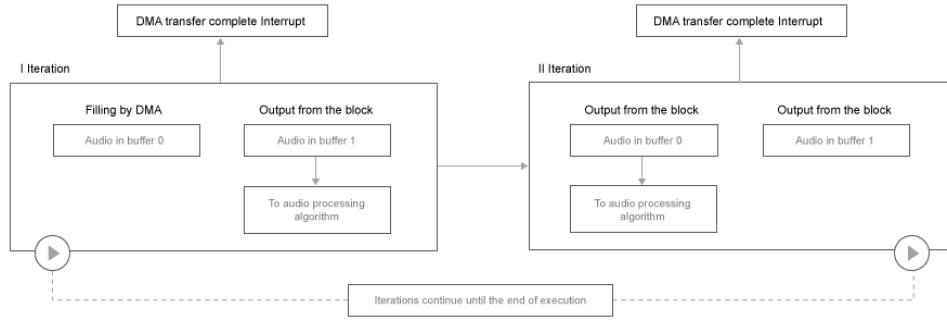 DMA transfer complete Interrupt
DMA transfer complete Interrupt
I Iteration
II Iteration
Filling by DMA
Output from the block
Output from the block
Output from the block
Audio in buffer 0
Audio in buffer 1
Audio in buffer 0
Audio in buffer 1
To audio processing
algorithm
To audio processing
algorithm
Iterations continue until the end of execution